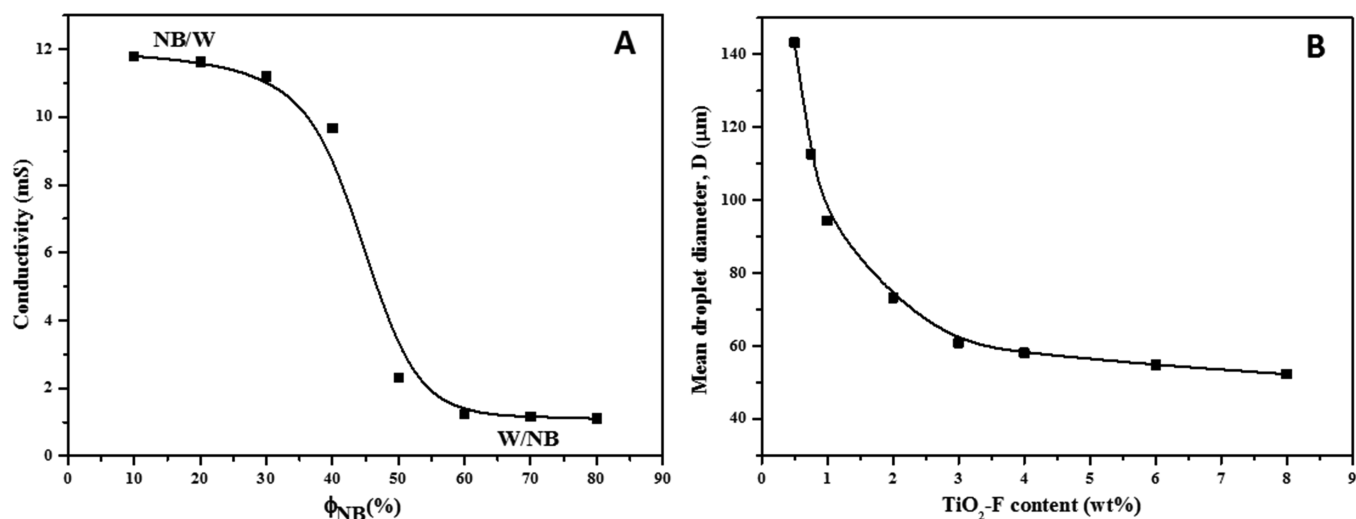 A
NB/W
W/NB
Conductivity (mS)
12
10
8
6
4
2
0
0 10 20 30 40 50 60 70 80 90
ϕNB(%)
B
Mean droplet diameter, D (μm)
140
120
100
80
60
40
0 1 2 3 4 5 6 7 8 9
TiO2-F content (wt%)